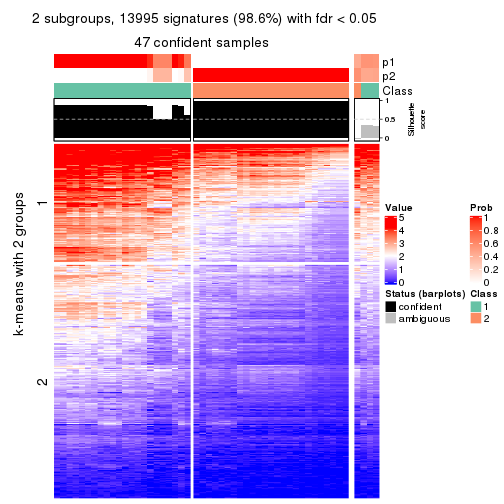 2 subgroups, 13995 signatures (98.6%) with fdr < 0.05
47 confident samples
p1
p2
Class
1
0.5
0
Silhouette
score
k-means with 2 groups
1
2
Value
5
4
3
2
1
0
Prob
1
0.8
0.6
0.4
0.2
0
Status (barplots)
confident
ambiguous
Class
1
2